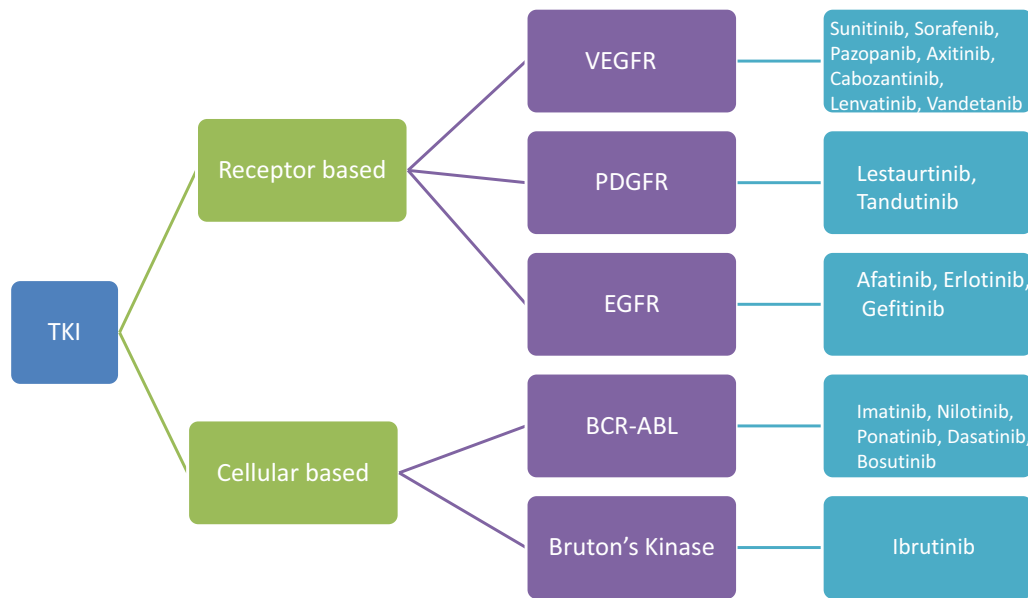 TKI
Receptor based
VEGFR
Sunitinib, Sorafenib,
Pazopanib, Axitinib,
Cabozantinib,
Lenvatinib, Vandetanib
PDGFR
Lestaurtinib,
Tandutinib
EGFR
Afatinib, Erlotinib,
Gefitinib
Cellular based
BCR-ABL
Imatinib, Nilotinib,
Ponatinib, Dasatinib,
Bosutinib
Bruton’s Kinase
Ibrutinib